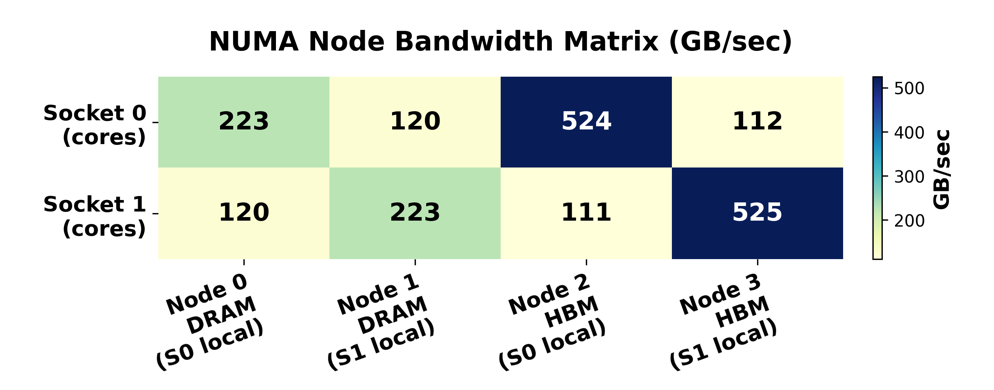 NUMA Node Bandwidth Matrix (GB/sec)
Socket 0
(cores)
223 120 524 112
Socket 1
(cores)
120 223 111 525
Node 0
DRAM
(S0 local)
Node 1
DRAM
(S1 local)
Node 2
HBM
(S0 local)
Node 3
HBM
(S1 local)
500
400
300
200
GB/sec